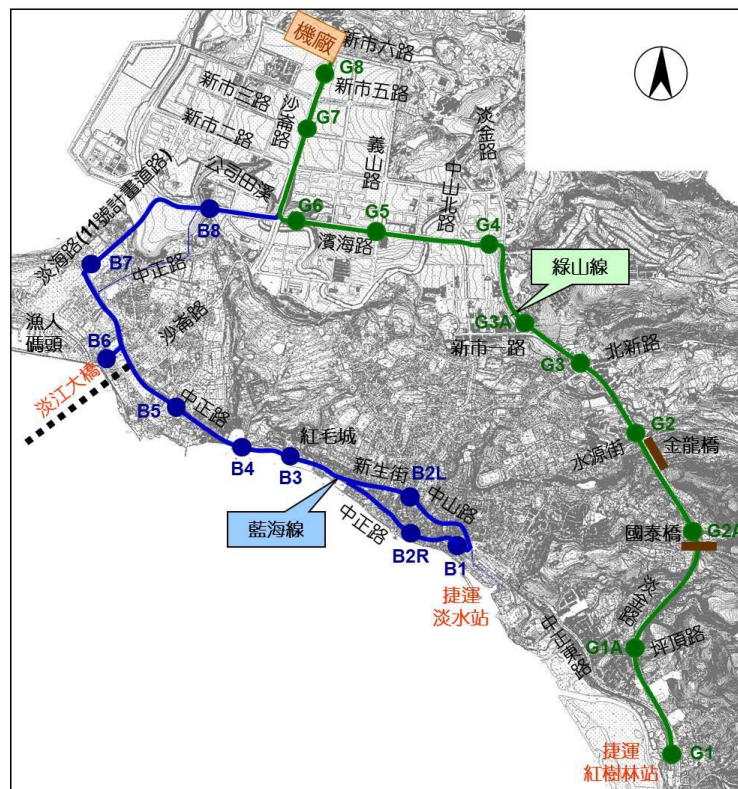 機廠
新市六路
G8
新市三路
沙崙路
新市五路
G7
新市二路
義山路
淡金路
公司田溪
中山北路
淡海路(11號計畫道路)
B8
G6
G5
G4
濱海路
B7
中正路
綠山線
漁人
碼頭
沙崙路
G3A
新市一路
北新路
B6
G3
淡江大橋
B5
中正路
G2
金龍橋
水源街
紅毛城
B4
B3
新生街
B2L
中山路
藍海線
中正路
B2R
B1
國泰橋
G2A
捷運
淡水站
淡金路
中正東路
G1A
坪頂路
G1
捷運
紅樹林站